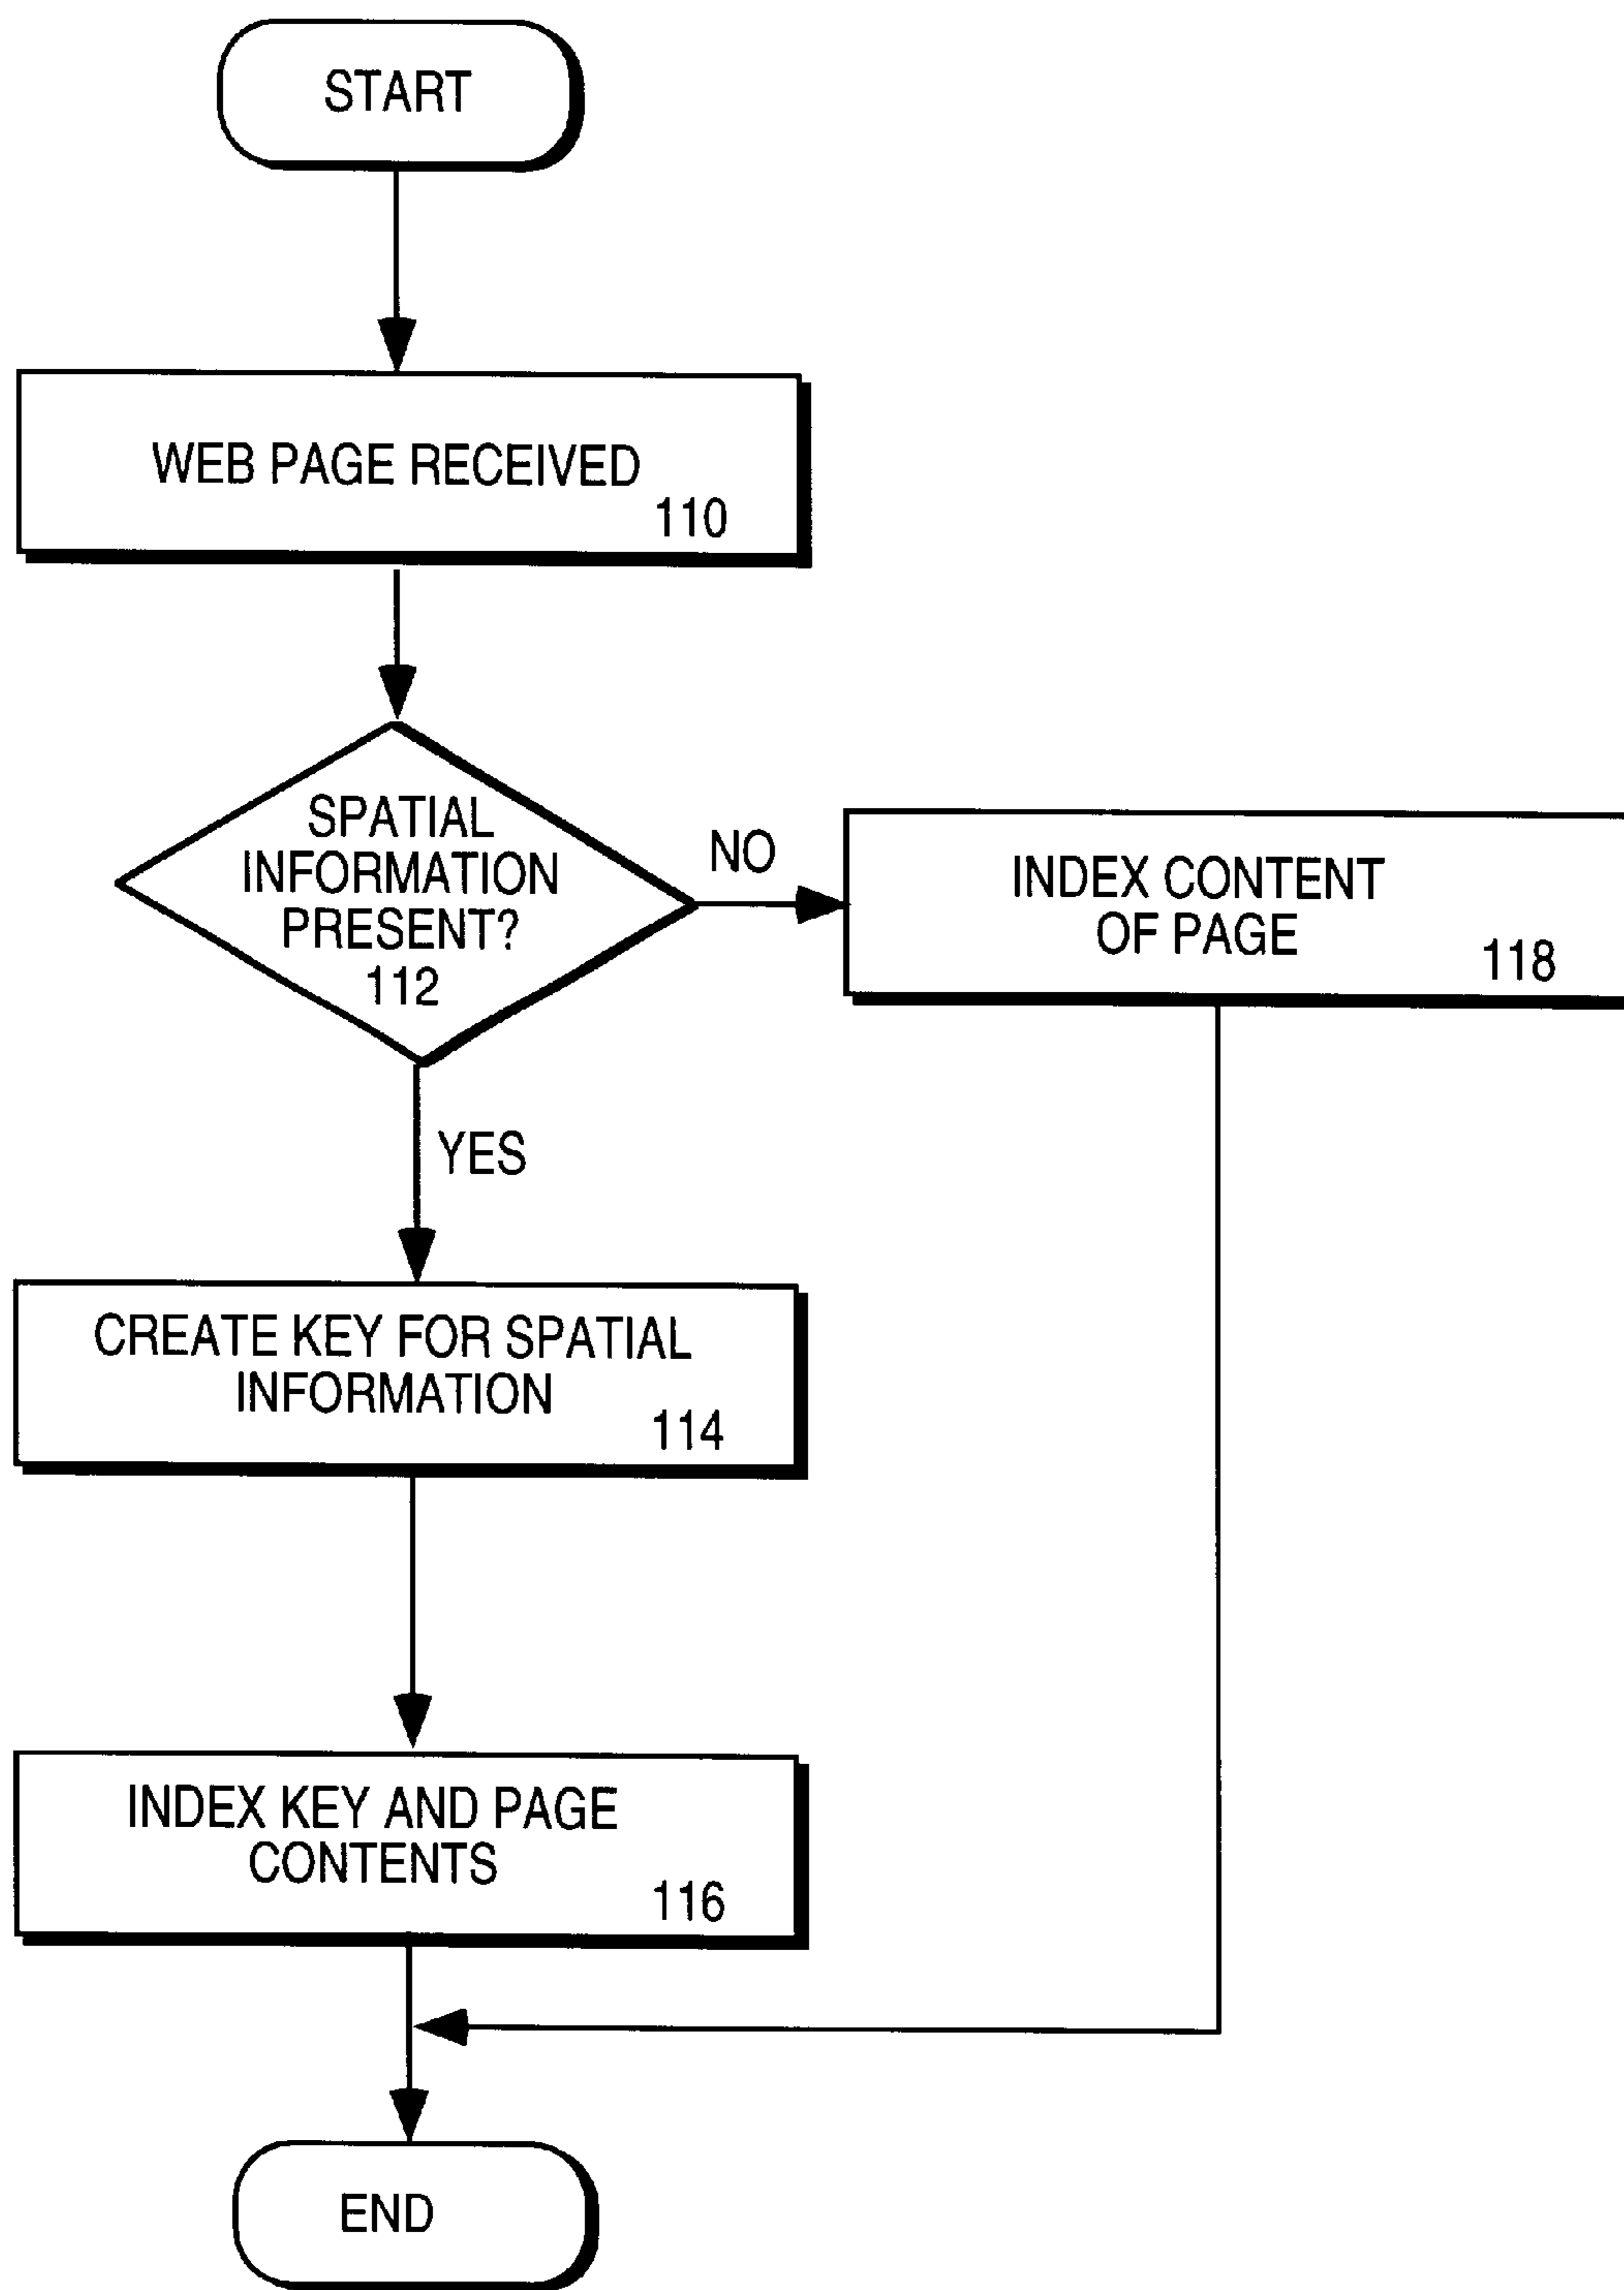 START
WEB PAGE RECEIVED
110
SPATIAL
INFORMATION
PRESENT?
112
NO
INDEX CONTENT
OF PAGE
118
YES
CREATE KEY FOR SPATIAL
INFORMATION
114
INDEX KEY AND PAGE
CONTENTS
116
END